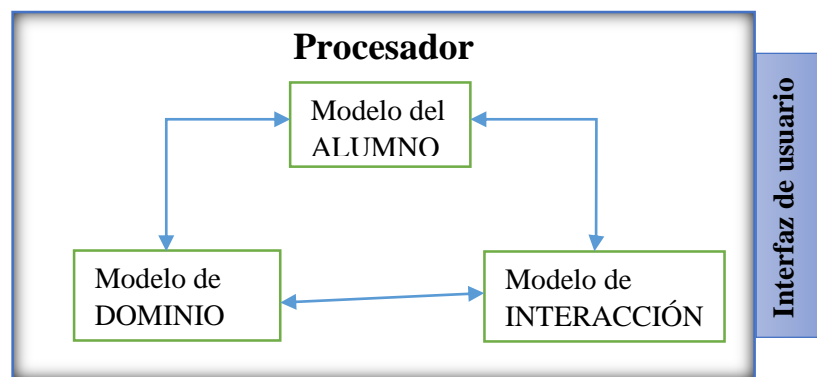 Procesador
Modelo del
ALUMNO
Modelo de
DOMINIO
Modelo de
INTERACCIÓN
Interfaz de usuario